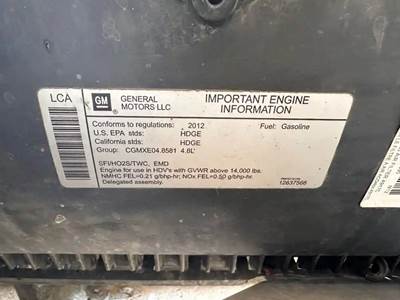 LCA
GM
GENERAL MOTORS LLC
IMPORTANT ENGINE INFORMATION
Conforms to regulations: 2012 Fuel: Gasoline
U.S. EPA stds: HDGE
California stds: HDGE
Group: CGMXE04.8581 4.8L'
SFI/HO2S/TWC, EMD
Engine for use in HDV's with GVWR above 14,000 lbs.
NMHC FEL=0.21 g/bhp-hr; NOx FEL=0.50 g/bhp-hr;
Delegated assembly.
12637568